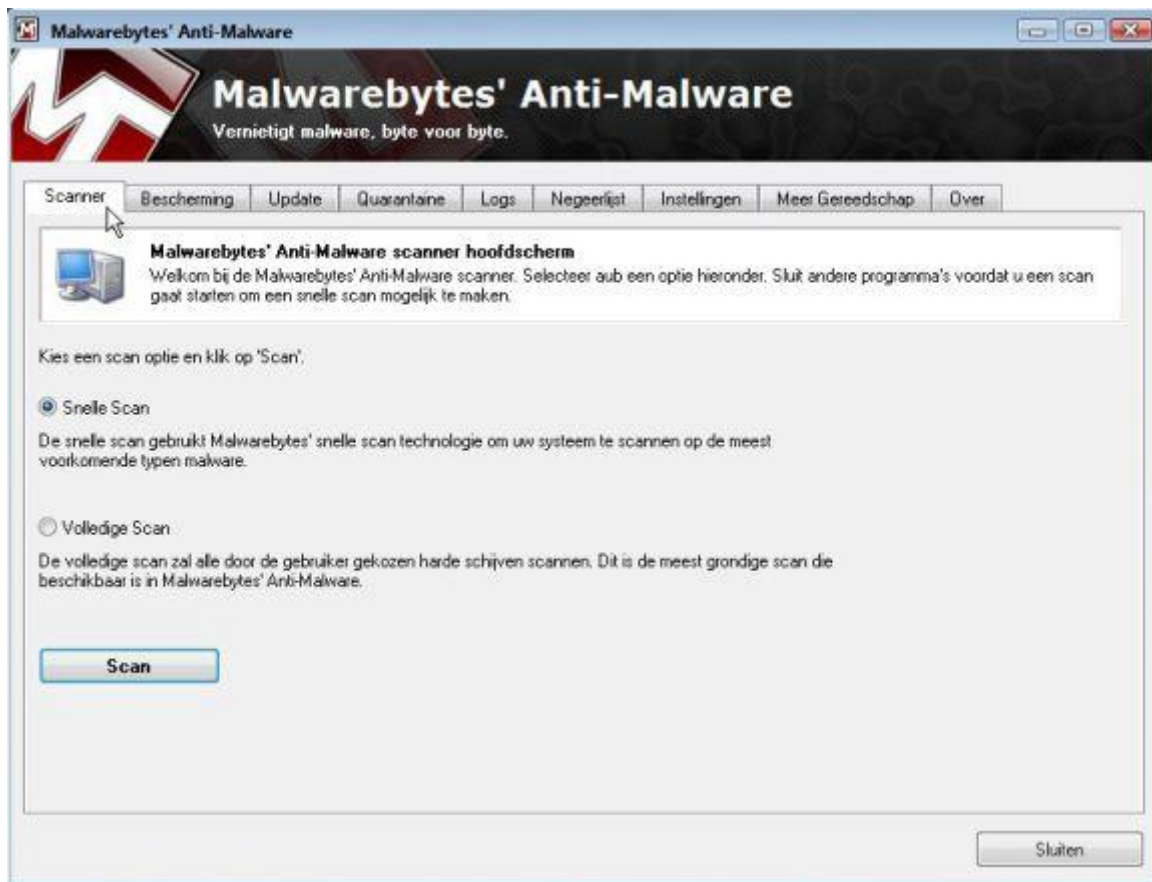 Malwarebytes' Anti-Malware
Malwarebytes' Anti-Malware
Vernietigt malware, byte voor byte.
Scanner Bescherming Update Quarantaine Logs Negeerlijst Instellingen Meer Gereedschap Over
Malwarebytes' Anti-Malware scanner hoofdscherm
Welkom bij de Malwarebytes' Anti-Malware scanner. Selecteer aub een optie hieronder. Sluit andere programma's voordat u een scan
gaat starten om een snelle scan mogelijk te maken.
Kies een scan optie en klik op 'Scan'.
Snelle Scan
De snelle scan gebruikt Malwarebytes' snelle scan technologie om uw systeem te scannen op de meest
voorkomende typen malware.
Volledige Scan
De volledige scan zal alle door de gebruiker gekozen harde schijven scannen. Dit is de meest grondige scan die
beschikbaar is in Malwarebytes' Anti-Malware.
Scan
Sluiten